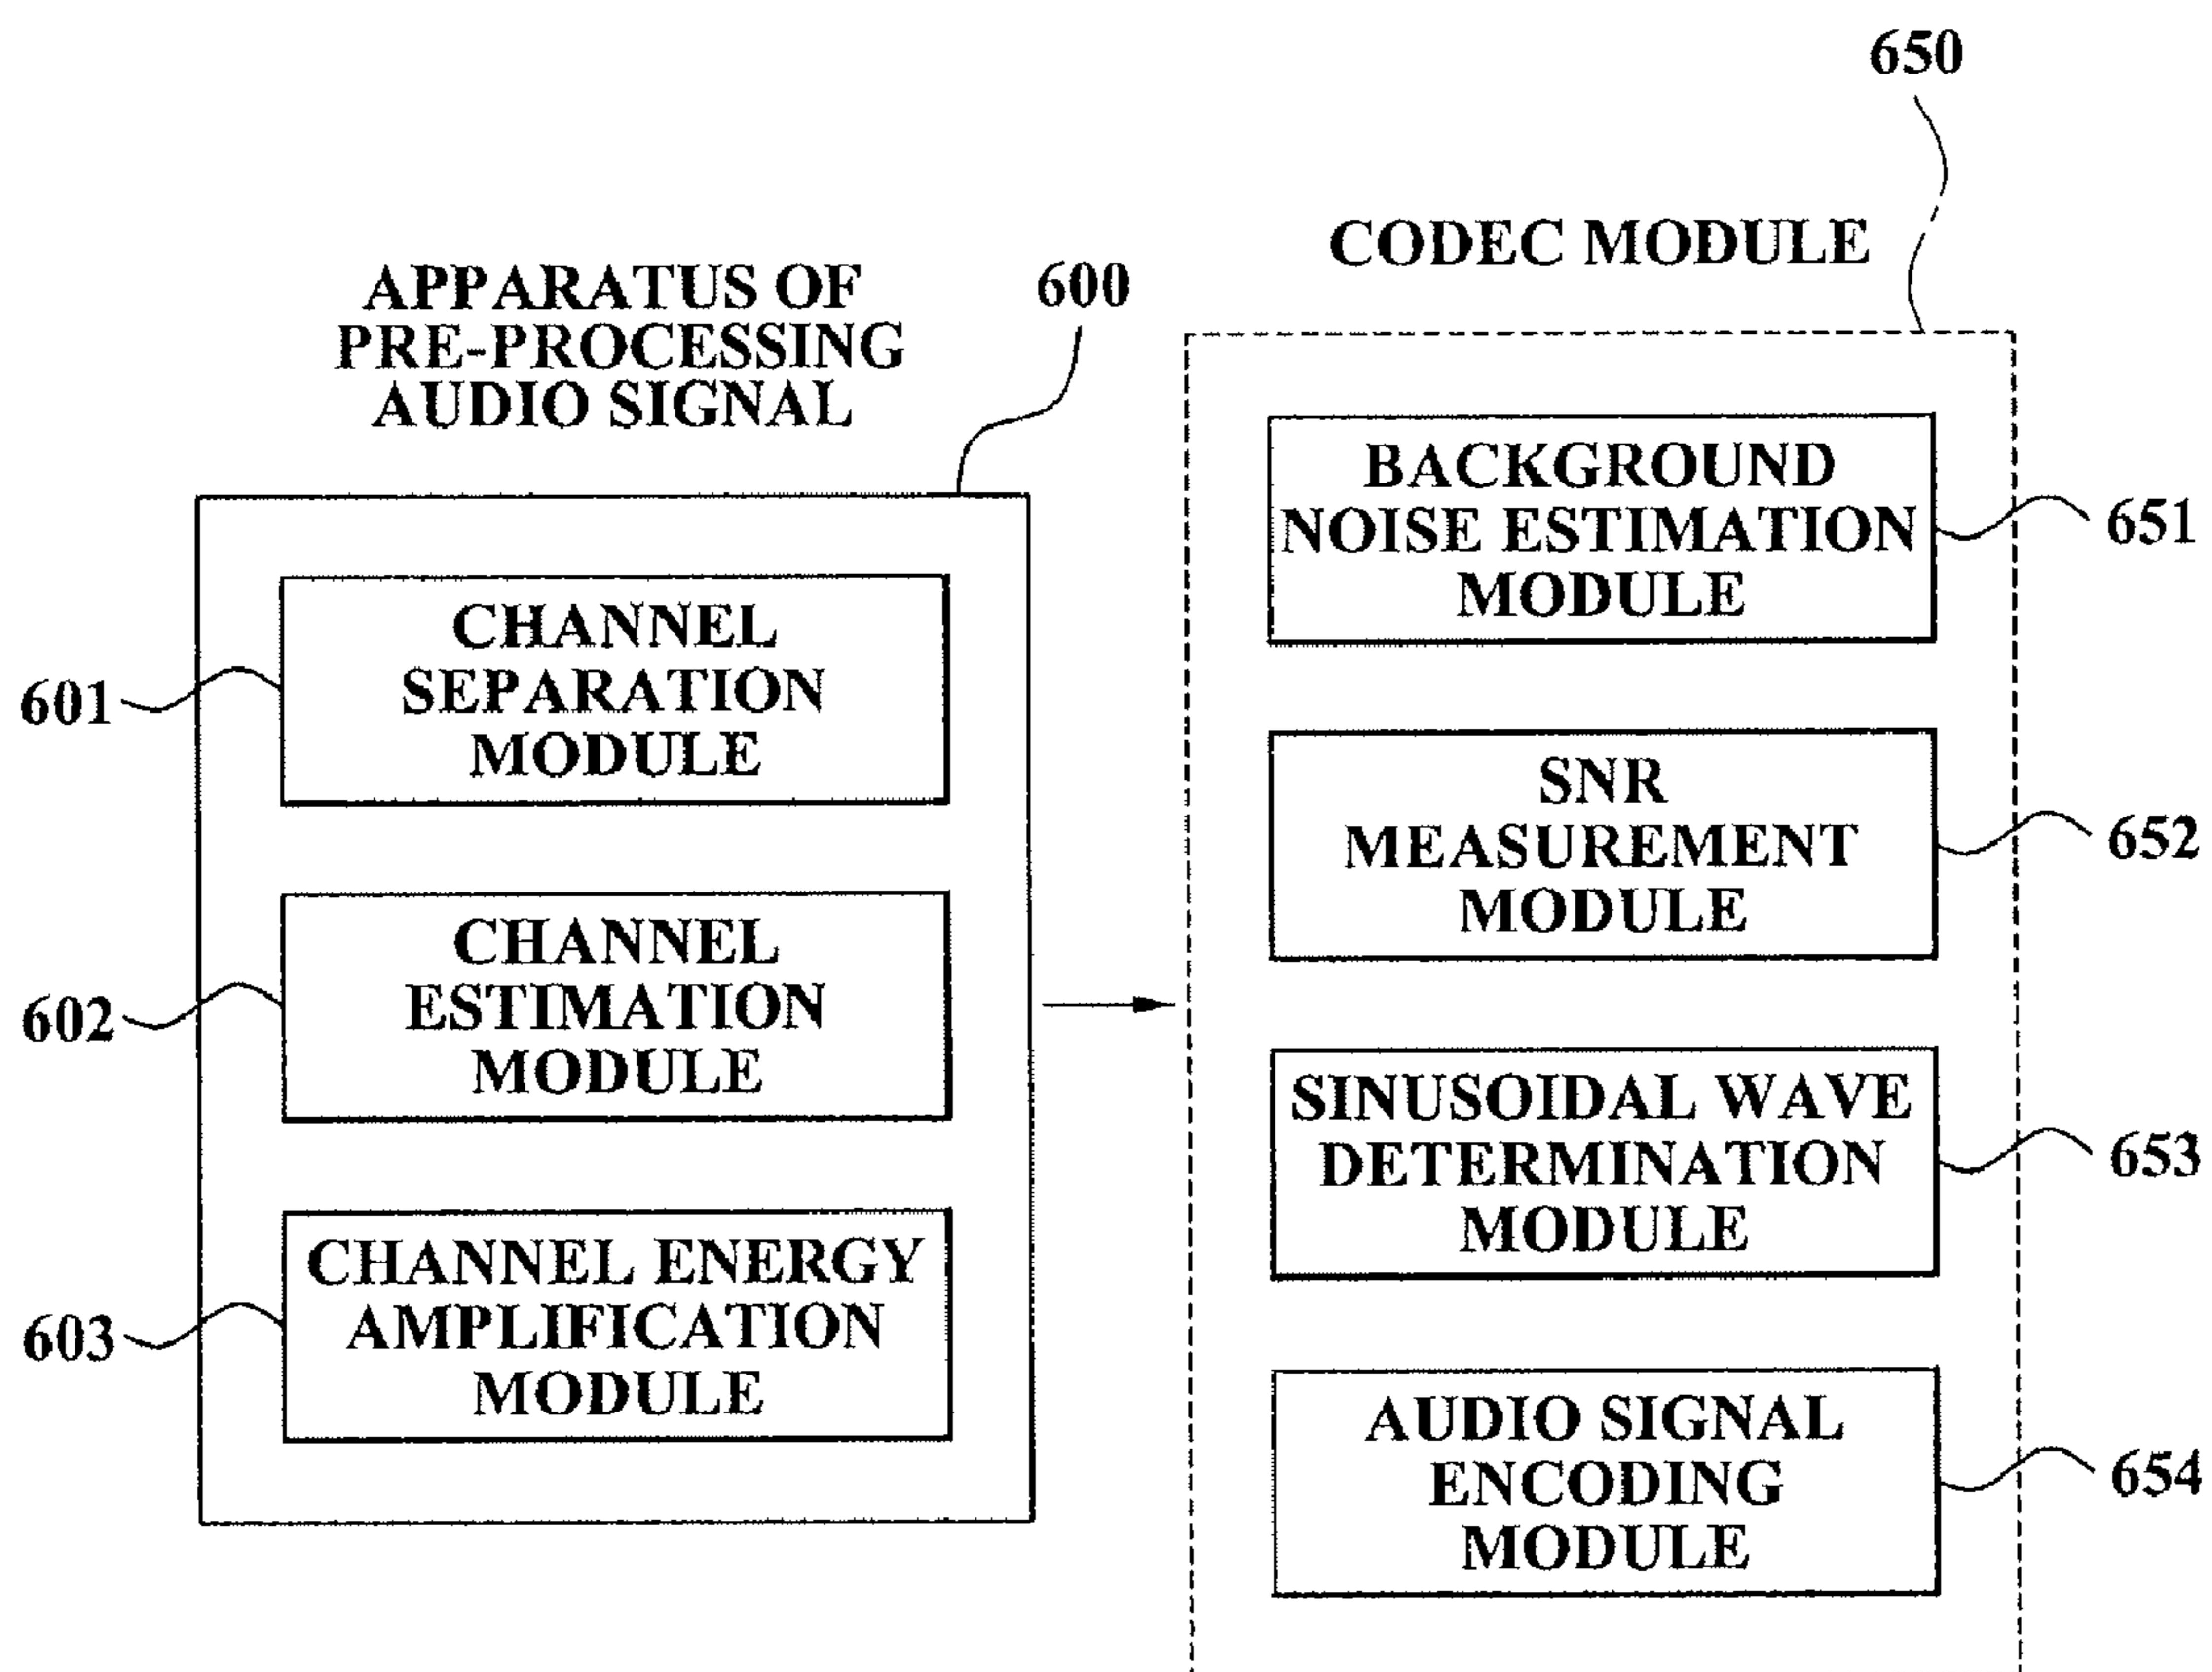 650
CODEC MODULE
APPARATUS OF
PRE-PROCESSING
AUDIO SIGNAL
600
CHANNEL
SEPARATION
MODULE
601
CHANNEL
ESTIMATION
MODULE
602
CHANNEL ENERGY
AMPLIFICATION
MODULE
603
BACKGROUND
NOISE ESTIMATION
MODULE
651
SNR
MEASUREMENT
MODULE
652
SINUSOIDAL WAVE
DETERMINATION
MODULE
653
AUDIO SIGNAL
ENCODING
MODULE
654